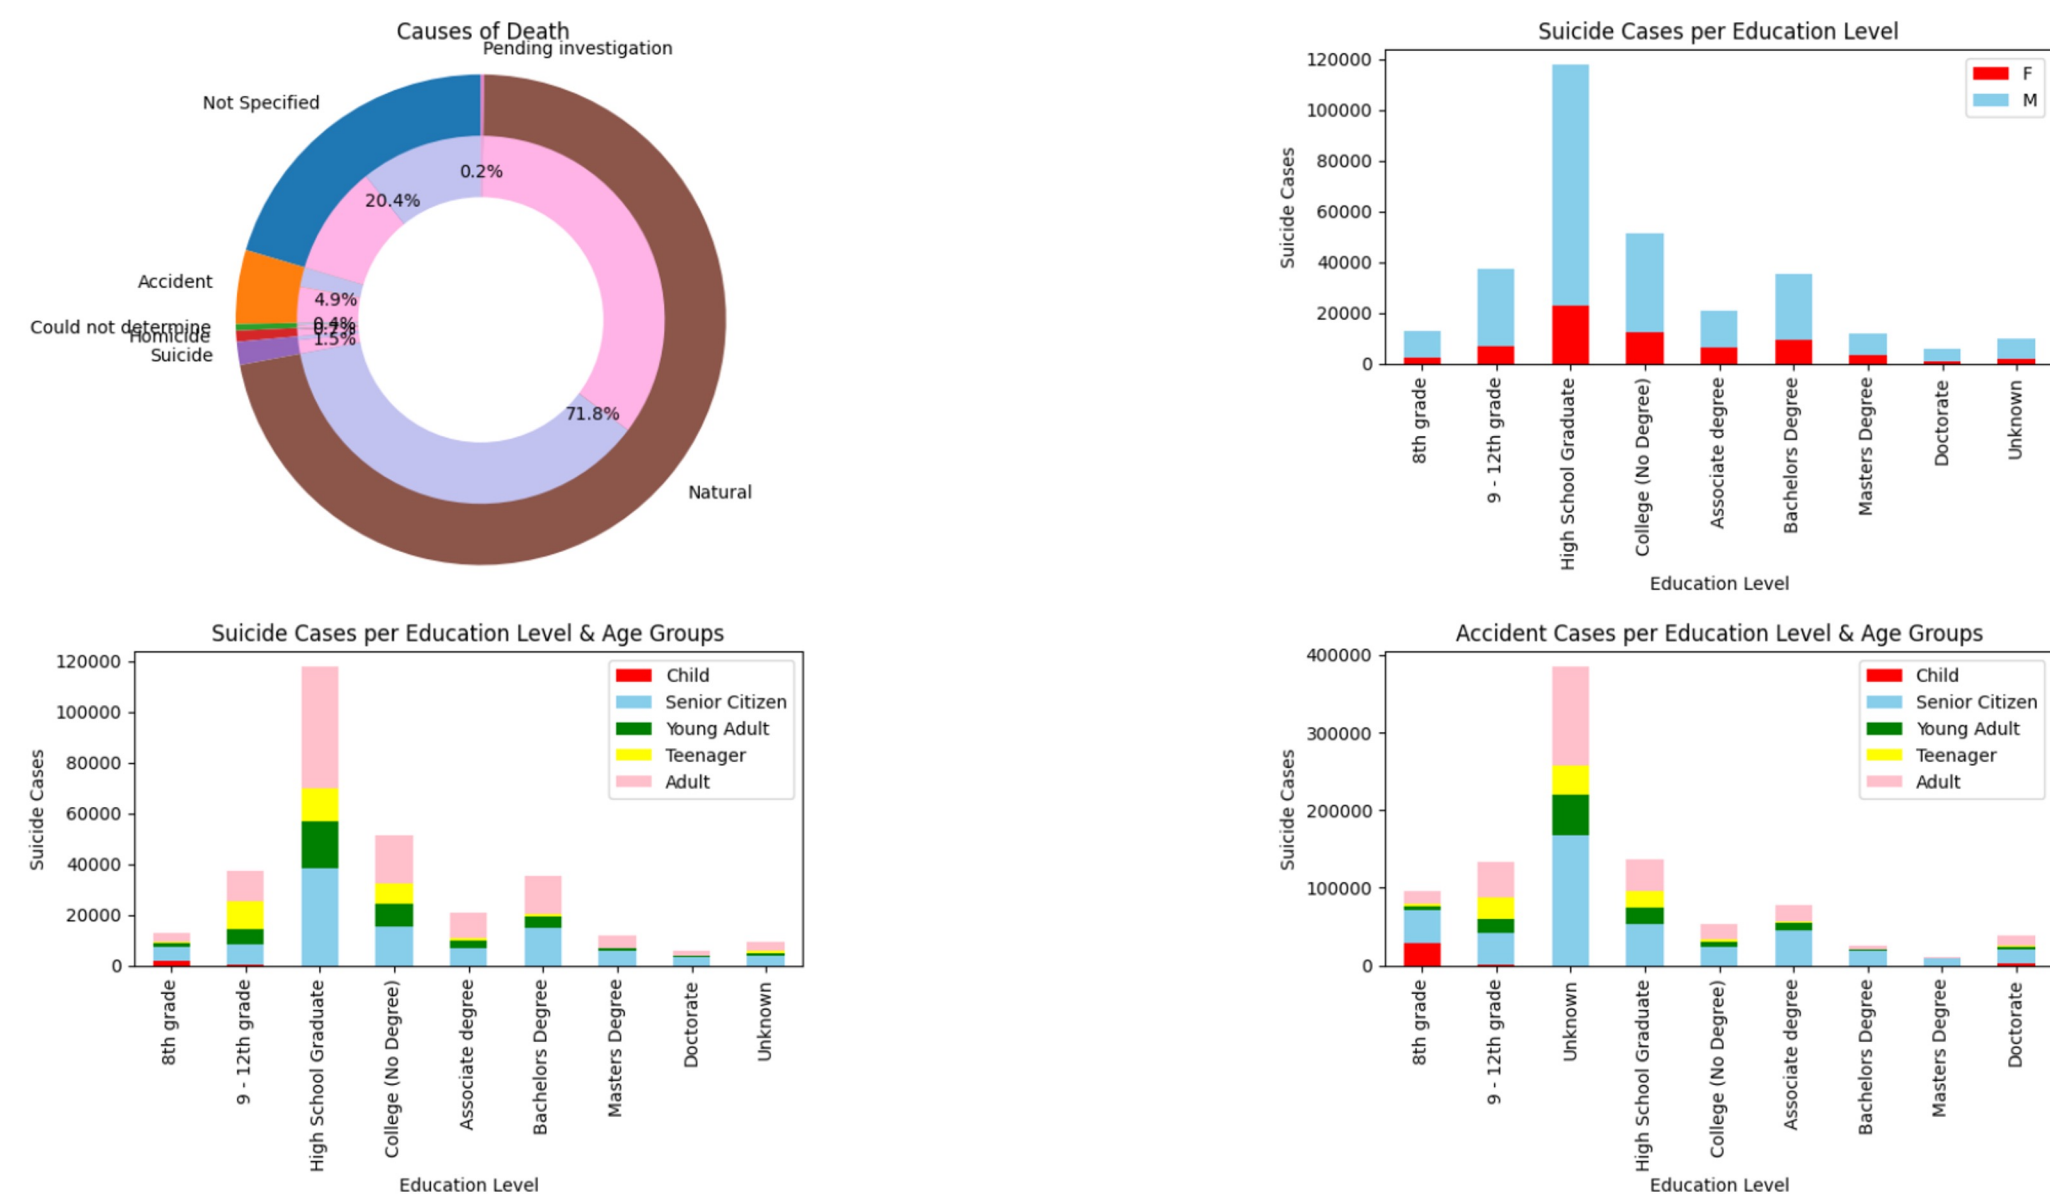 Causes of Death
Pending investigation
Not Specified
Accident
Could not determine
Homicide
Suicide
Natural
0.2%
20.4%
4.9%
0.4%
1.5%
71.8%
Suicide Cases per Education Level
F
M
Suicide Cases
120000
100000
80000
60000
40000
20000
0
8th grade
9 - 12th grade
High School Graduate
College (No Degree)
Associate degree
Bachelors Degree
Masters Degree
Doctorate
Unknown
Education Level
Suicide Cases per Education Level & Age Groups
Child
Senior Citizen
Young Adult
Teenager
Adult
Suicide Cases
120000
100000
80000
60000
40000
20000
0
8th grade
9 - 12th grade
High School Graduate
College (No Degree)
Associate degree
Bachelors Degree
Masters Degree
Doctorate
Unknown
Education Level
Accident Cases per Education Level & Age Groups
Child
Senior Citizen
Young Adult
Teenager
Adult
Suicide Cases
400000
300000
200000
100000
0
8th grade
9 - 12th grade
Unknown
High School Graduate
College (No Degree)
Associate degree
Bachelors Degree
Masters Degree
Doctorate
Education Level